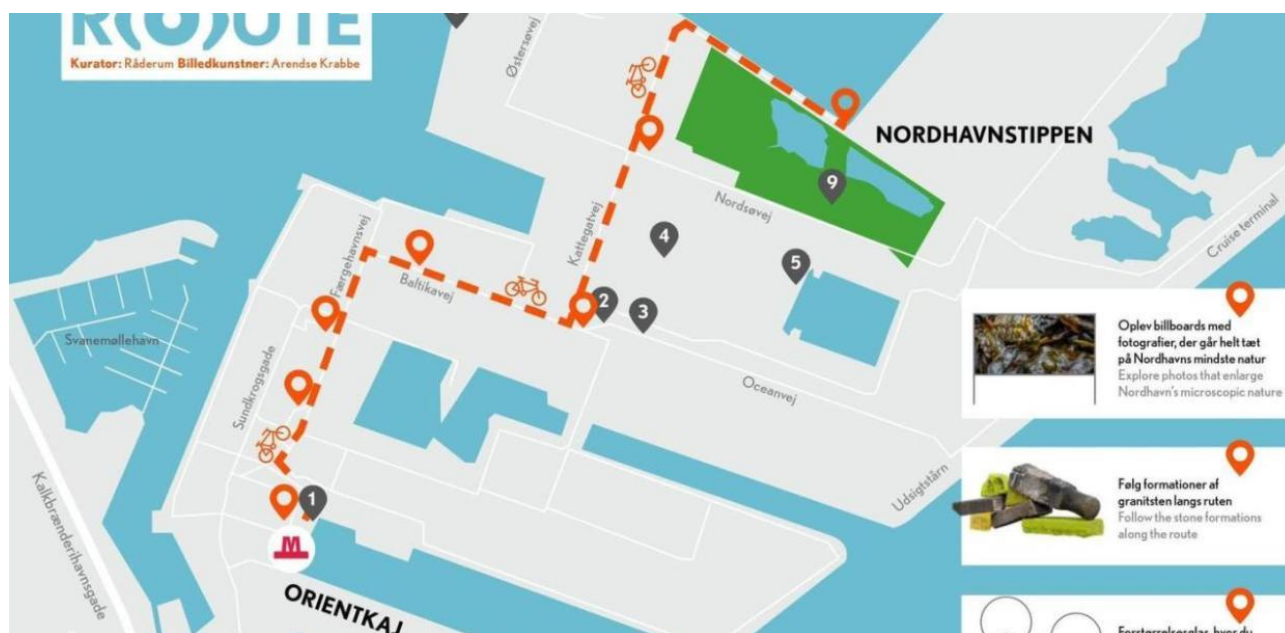 R(O)UTE
Kurator: Råderum Billedkunstner: Arendse Krabbe
Østersøvej
NORDHAVNSTIPPEN
9
Nordsøvej
Kattegatvej
4
5
Cruise terminal
Færgehavnsvej
Baltikavej
2
3
Svanemøllehavn
Sundkrogsgade
Oceanvej
Udsigtstårn
Kalkbrænderihavnsgade
1
M
ORIENTKAJ
Oplev billboards med
fotografier, der går helt tæt
på Nordhavns mindste natur
Explore photos that enlarge
Nordhavn's microscopic nature
Følg formationer af
granitsten langs ruten
Follow the stone formations
along the route
Forstørrelsesglas, hvor du